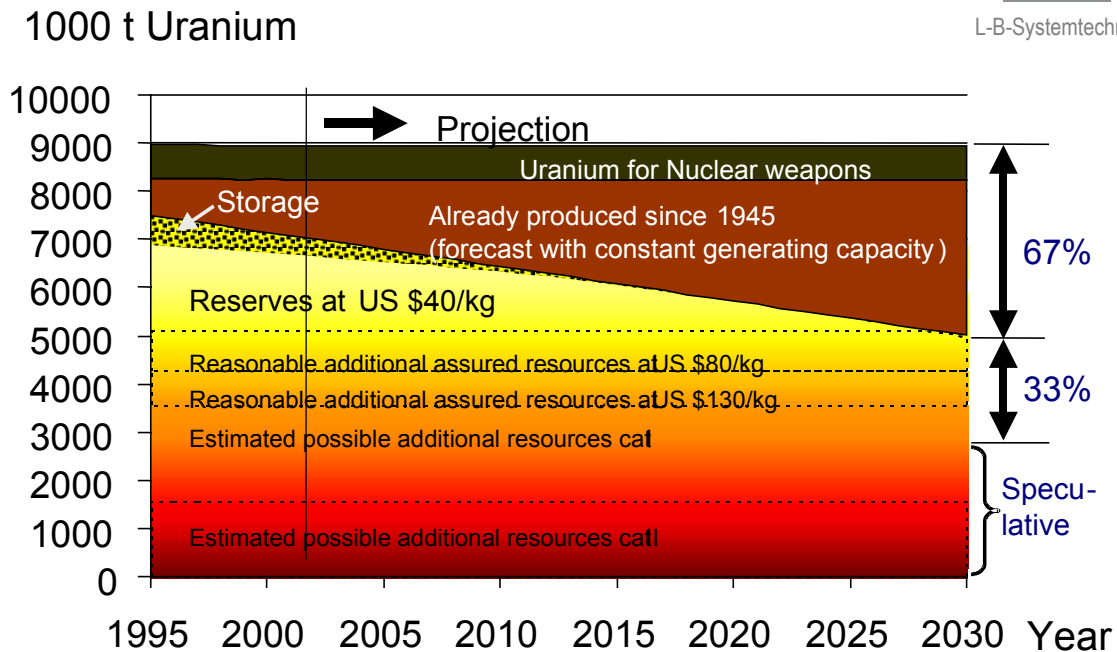 1000 t Uranium
L-B-Systemtech
10000
9000
8000
7000
6000
5000
4000
3000
2000
1000
0
Projection
Uranium for Nuclear weapons
Storage
Already produced since 1945
(forecast with constant generating capacity )
Reserves at US $40/kg
Reasonable additional assured resources at US $80/kg
Reasonable additional assured resources at US $130/kg
Estimated possible additional resources cat I
Estimated possible additional resources cat II
67%
33%
Specu-
lative
1995 2000 2005 2010 2015 2020 2025 2030 Year